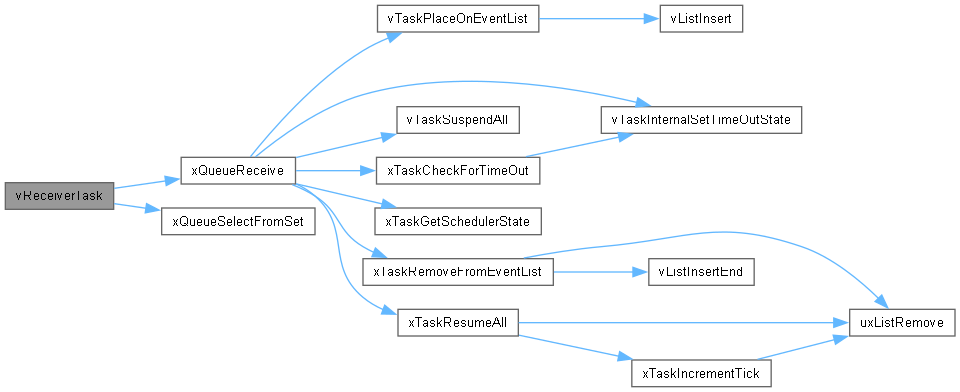 vTaskPlaceOnEventList
vListInsert
vTaskSuspendAll
vTaskInternalSetTimeOutState
xQueueReceive
xTaskCheckForTimeOut
vReceiverTask
xQueueSelectFromSet
xTaskGetSchedulerState
xTaskRemoveFromEventList
vListInsertEnd
xTaskResumeAll
uxListRemove
xTaskIncrementTick